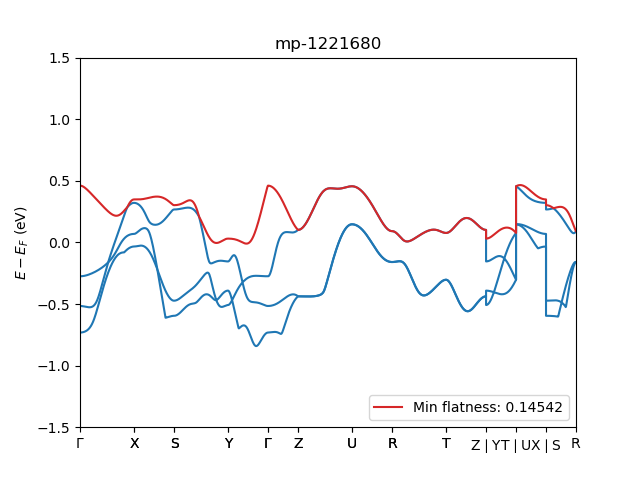 mp-1221680
1.5
1.0
0.5
0.0
−0.5
−1.0
−1.5
E − E_F (eV)
Min flatness: 0.14542
Γ X S Y Γ Z U R T Z | YT | UX | S R